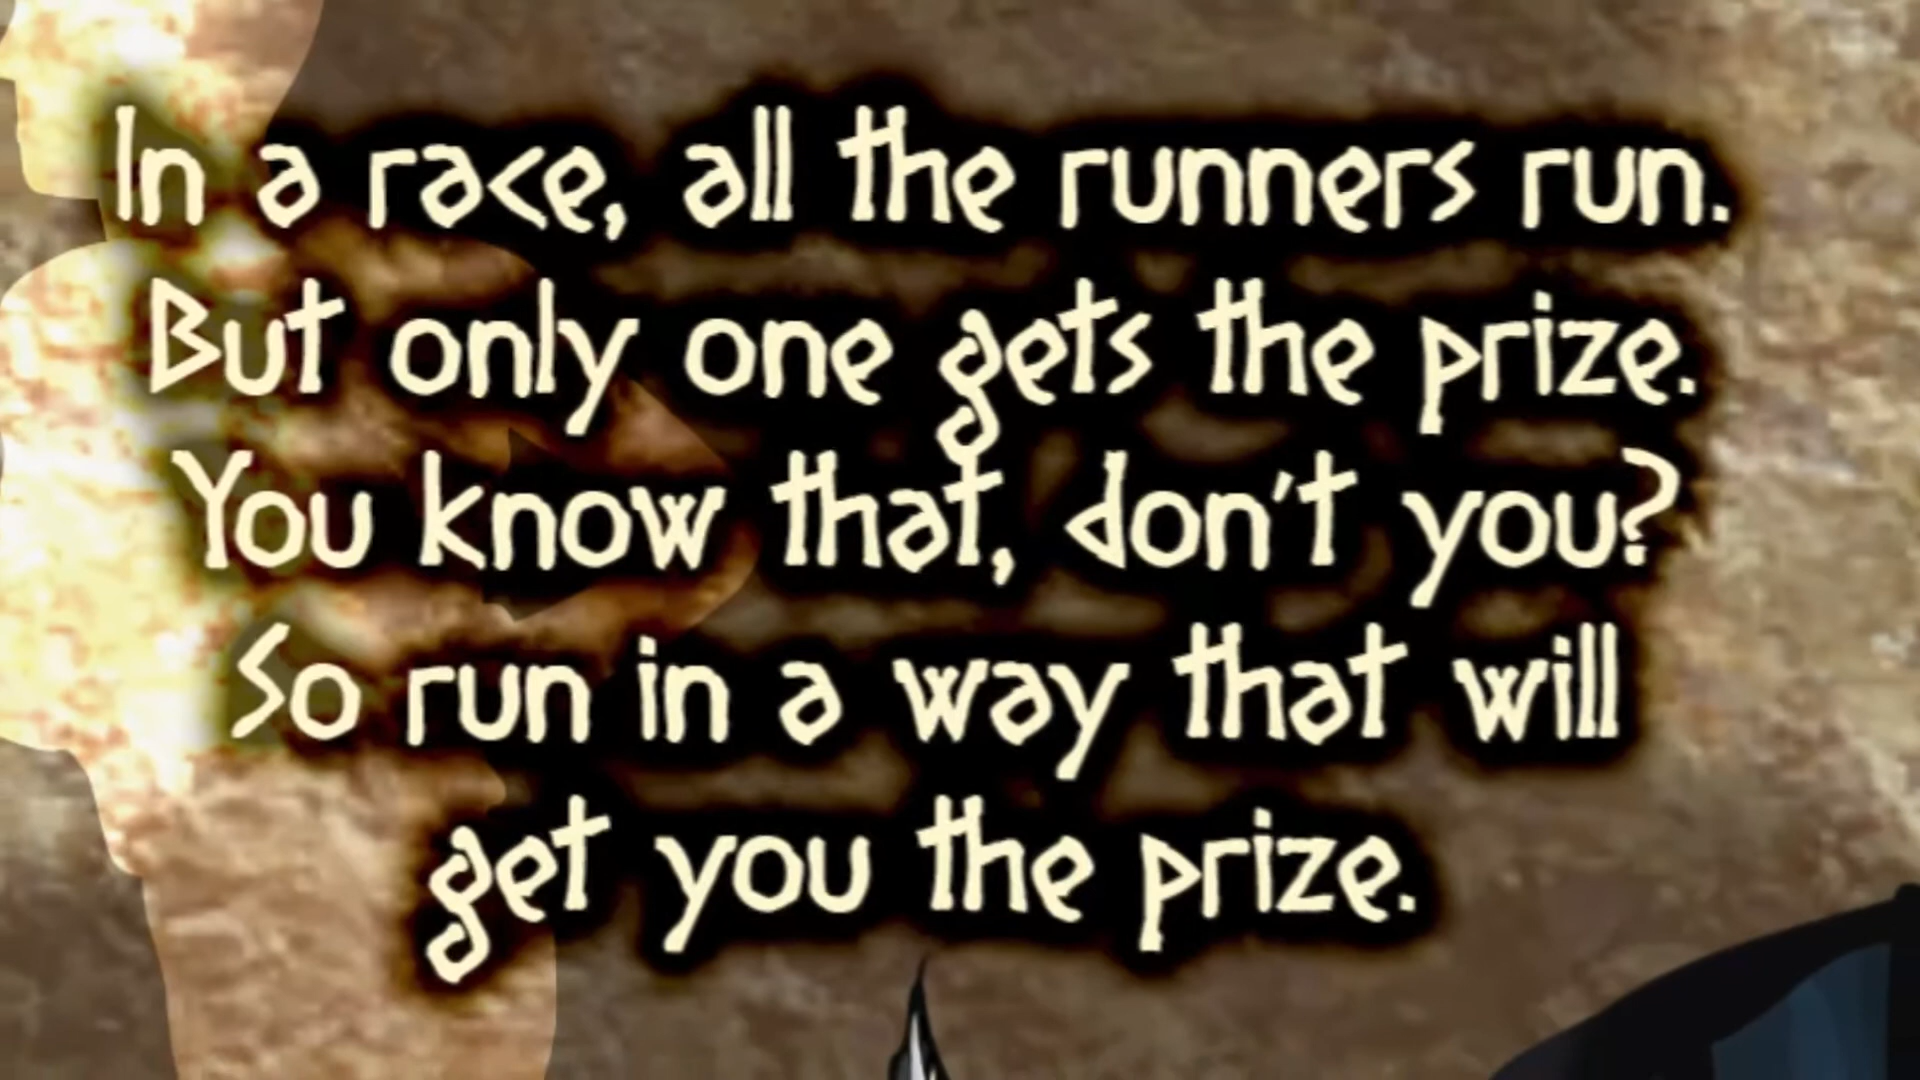 In a race, all the runners run.
But only one gets the prize.
You know that, don't you?
So run in a way that will
get you the prize.